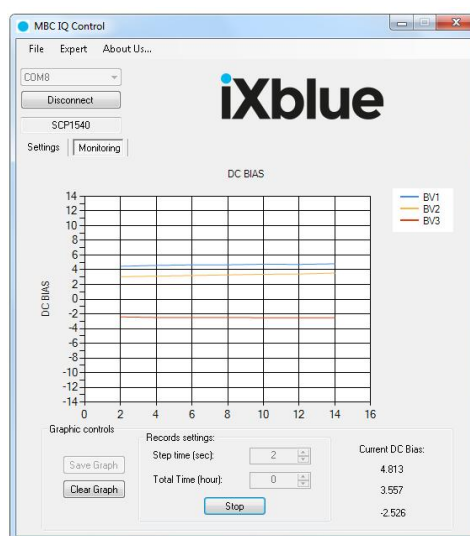 MBC IQ Control
File Expert About Us...
COM8
Disconnect
SCP1540
iXblue
Settings Monitoring
DC BIAS
14
12
10
8
6
4
2
0
-2
-4
-6
-8
-10
-12
-14
DC BIAS
0 2 4 6 8 10 12 14 16
BV1
BV2
BV3
Graphic controls
Save Graph
Clear Graph
Records settings:
Step time (sec): 2
Total Time (hour): 0
Stop
Current DC Bias:
4.813
3.557
-2.526